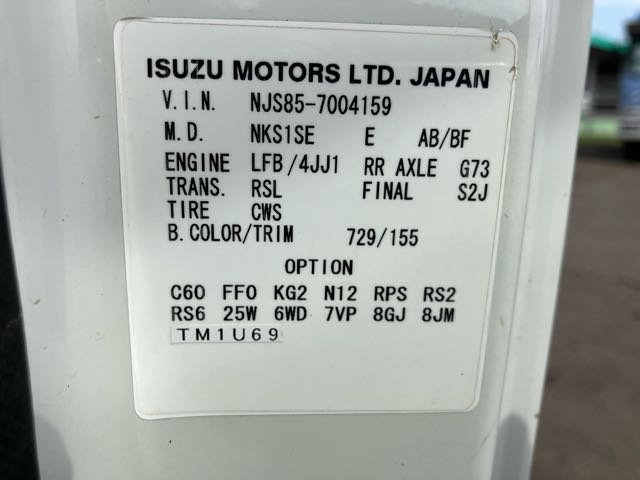 ISUZU MOTORS LTD. JAPAN
V.I.N. NJS85-7004159
M.D. NKS1SE E AB/BF
ENGINE LFB/4JJ1 RR AXLE G73
TRANS. RSL FINAL S2J
TIRE CWS
B.COLOR/TRIM 729/155
OPTION
C60 FF0 KG2 N12 RPS RS2
RS6 25W 6WD 7VP 8GJ 8JM
TM1U69